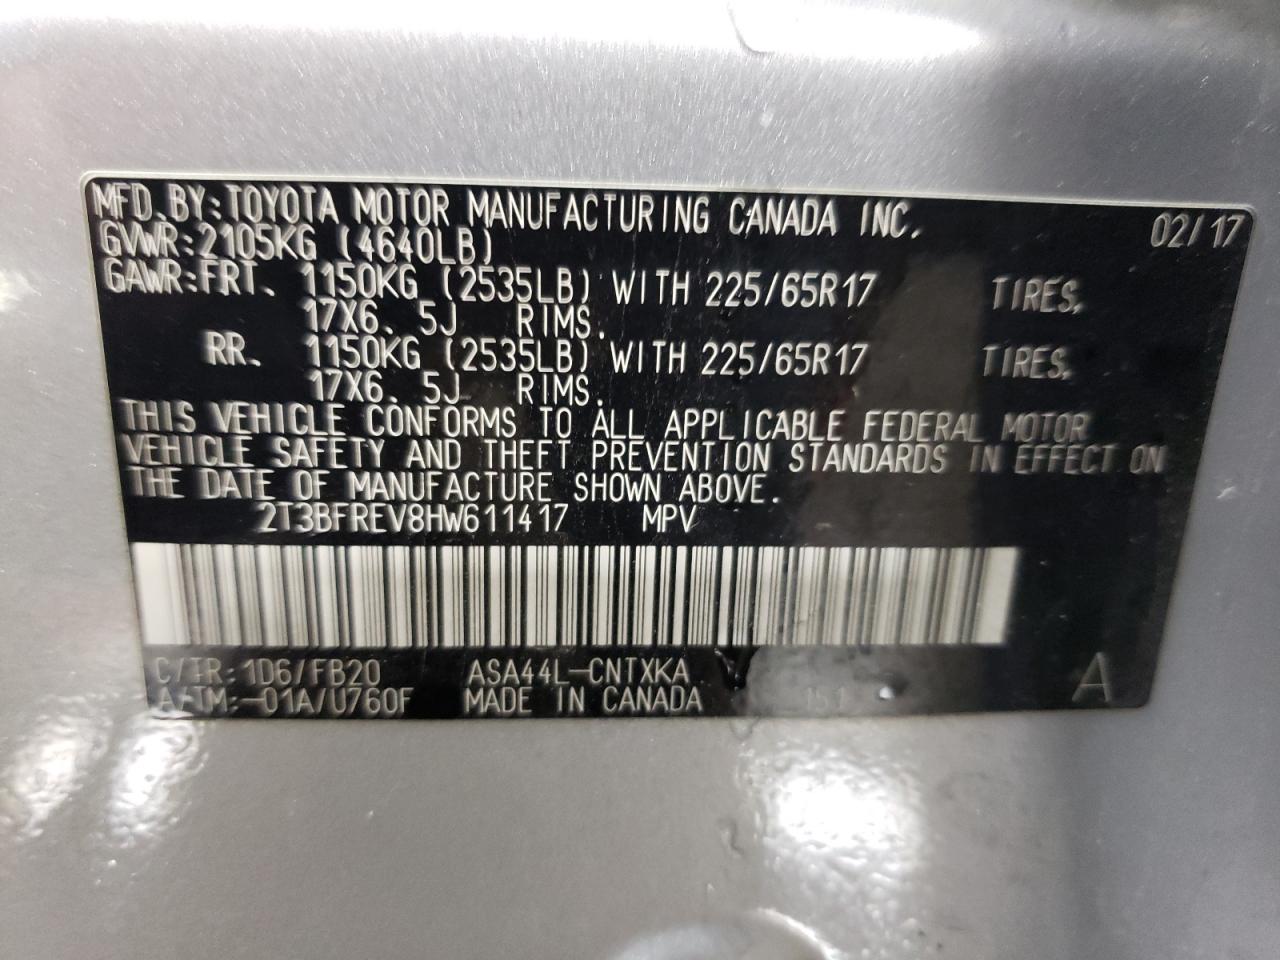 MFD.BY:TOYOTA MOTOR MANUFACTURING CANADA INC. 02/17
GVWR:2105KG (4640LB)
GAWR:FRT. 1150KG (2535LB) WITH 225/65R17 TIRES,
17X6.5J RIMS.
RR. 1150KG (2535LB) WITH 225/65R17 TIRES,
17X6.5J RIMS.
THIS VEHICLE CONFORMS TO ALL APPLICABLE FEDERAL MOTOR
VEHICLE SAFETY AND THEFT PREVENTION STANDARDS IN EFFECT ON
THE DATE OF MANUFACTURE SHOWN ABOVE.
2T3BFREV8HW611417 MPV
C/TR:1D6/FB20 ASA44L-CNTXKA A
A/TM:-01A/U760F MADE IN CANADA